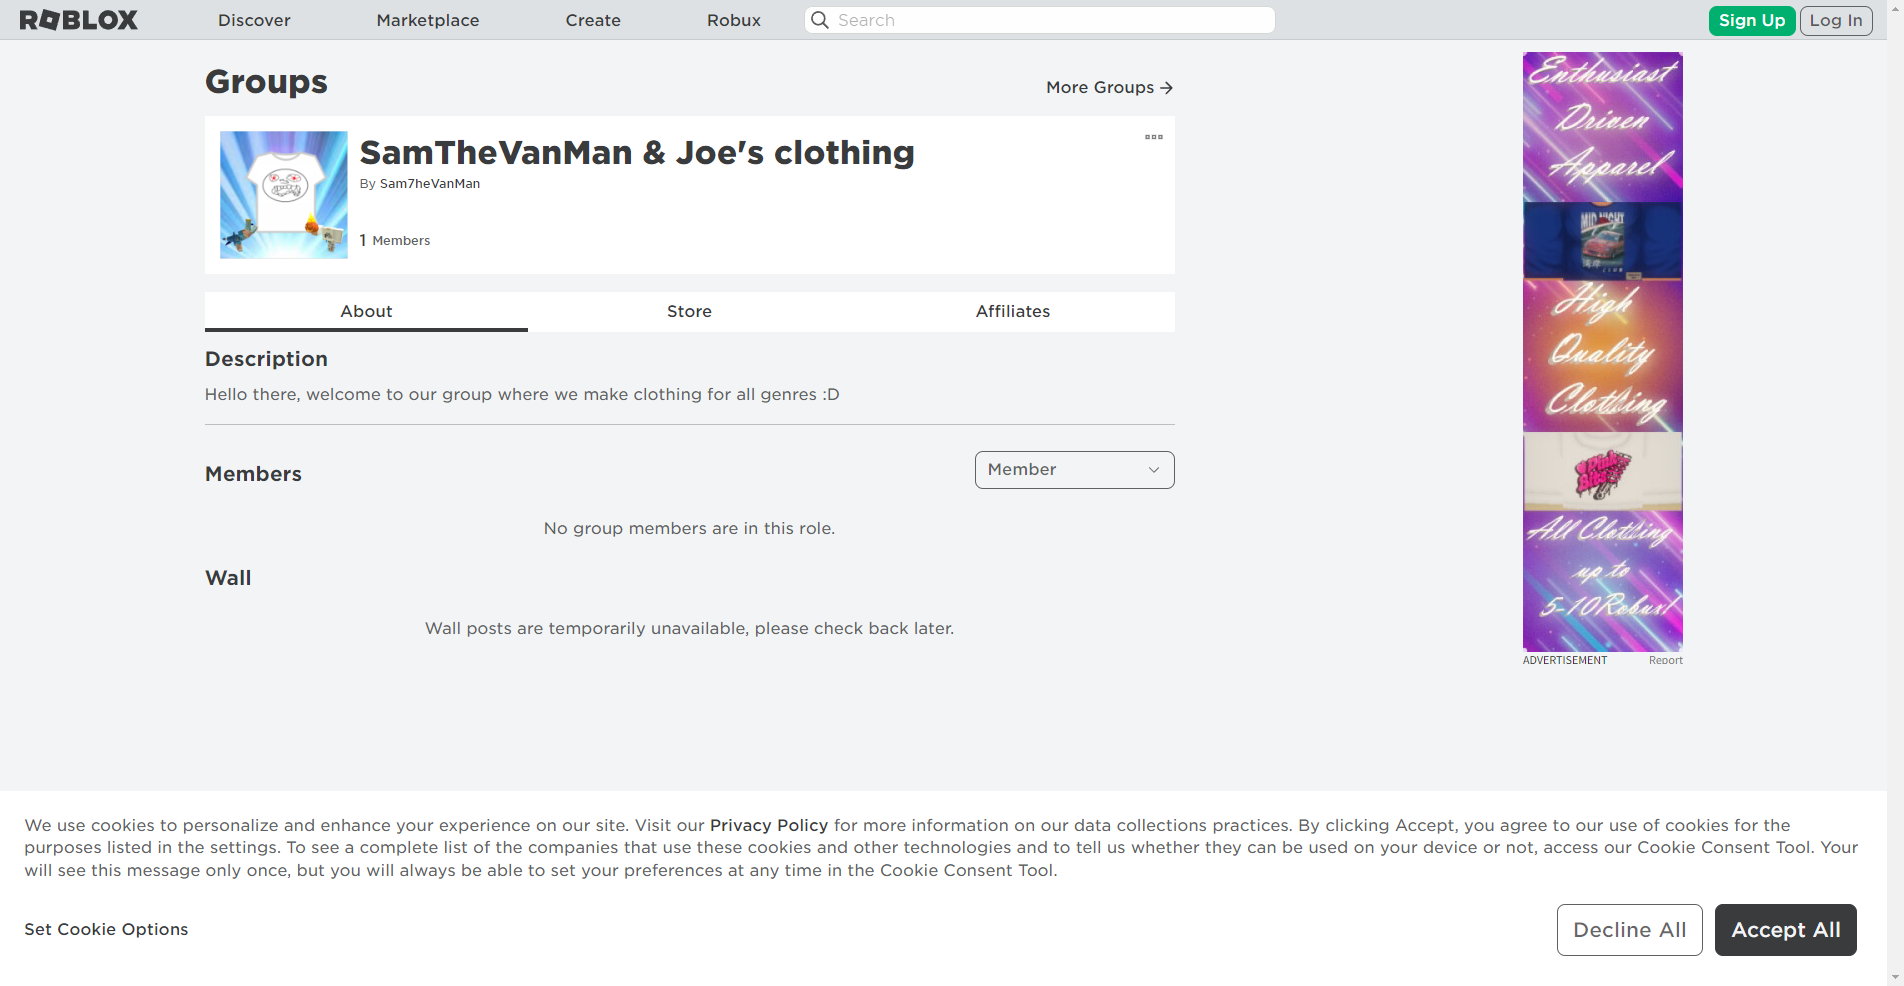 ROBLOX
Discover
Marketplace
Create
Robux
Search
Sign Up
Log In
Groups
More Groups
SamTheVanMan & Joe's clothing
By Sam7heVanMan
1 Members
About
Store
Affiliates
Description
Hello there, welcome to our group where we make clothing for all genres :D
Members
Member
No group members are in this role.
Wall
Wall posts are temporarily unavailable, please check back later.
Enthusiast
Driven
Apparel
MIDNIGHT
High
Quality
Clothing
Pink
All Clothing
up to
5-10Robux!
ADVERTISEMENT
Report
We use cookies to personalize and enhance your experience on our site. Visit our Privacy Policy for more information on our data collections practices. By clicking Accept, you agree to our use of cookies for the
purposes listed in the settings. To see a complete list of the companies that use these cookies and other technologies and to tell us whether they can be used on your device or not, access our Cookie Consent Tool. Your
will see this message only once, but you will always be able to set your preferences at any time in the Cookie Consent Tool.
Set Cookie Options
Decline All
Accept All